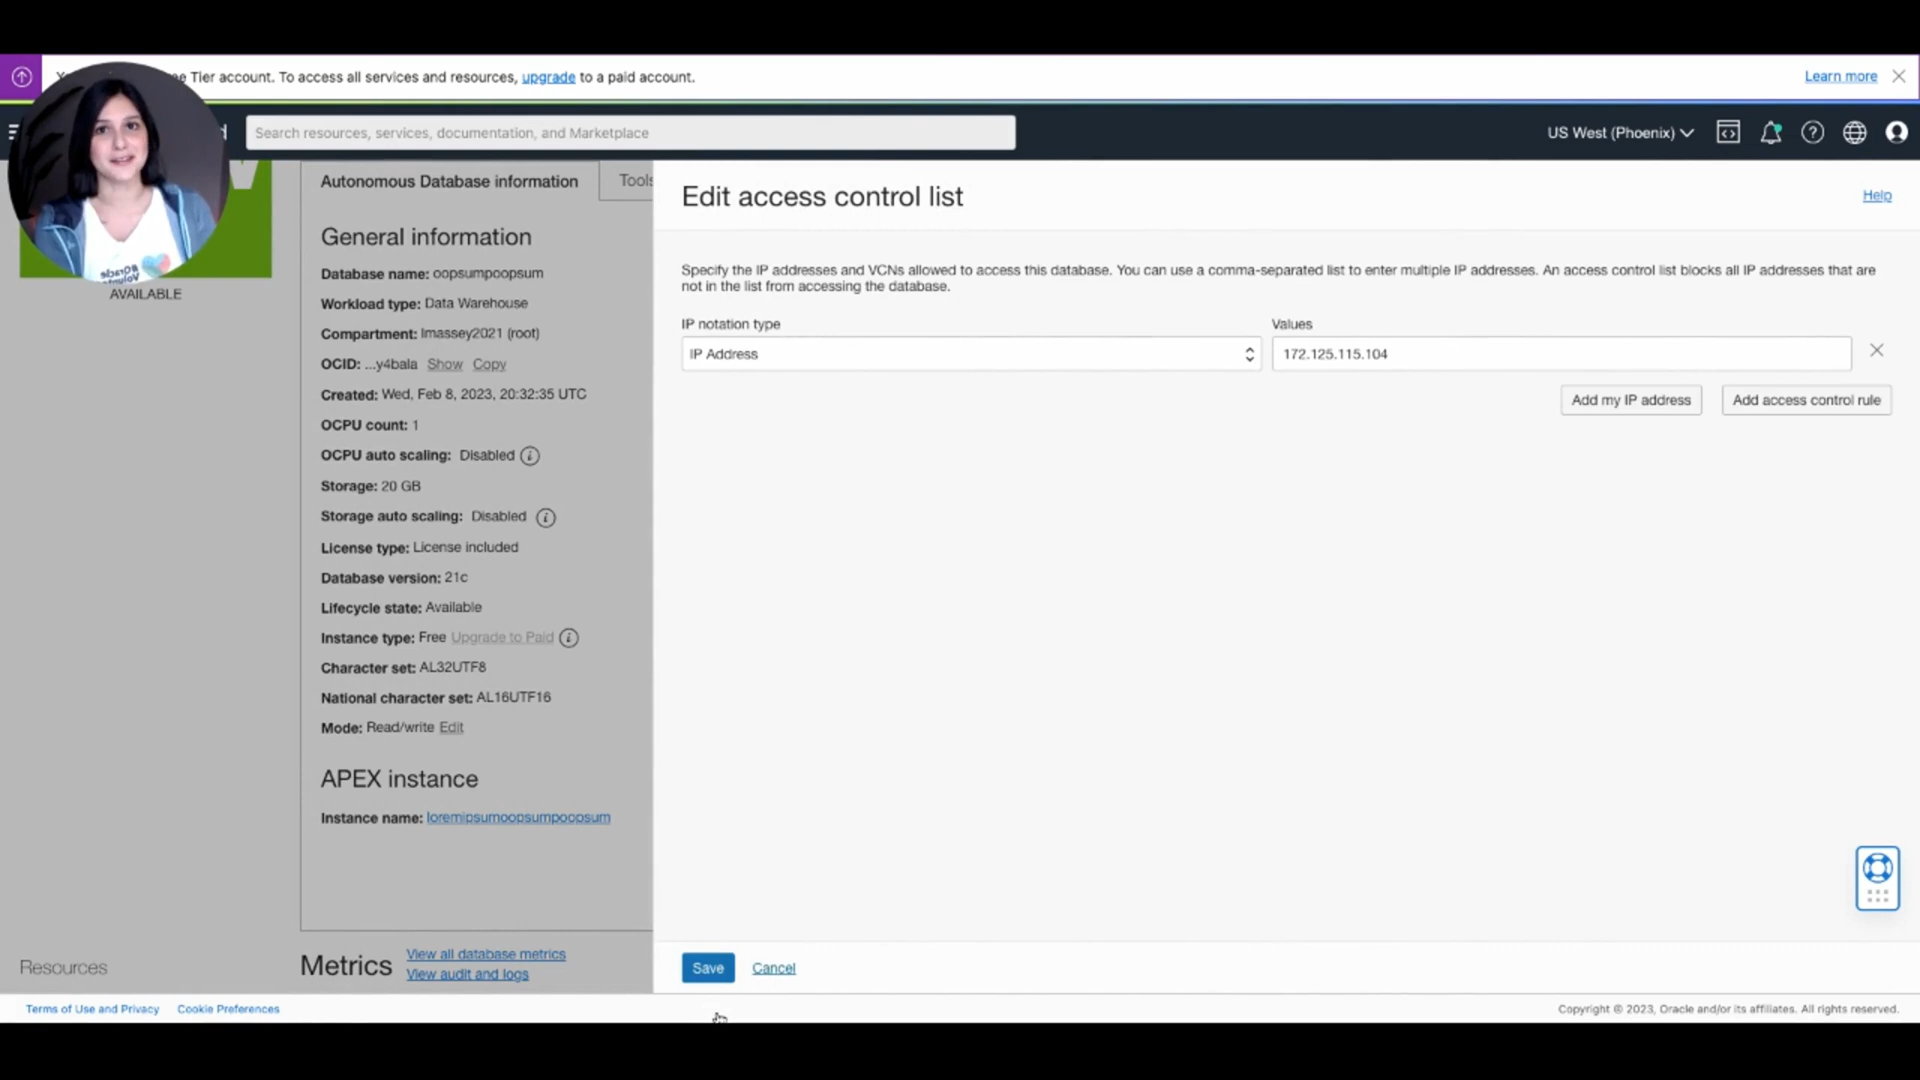 e Tier account. To access all services and resources, upgrade to a paid account.
Learn more
Search resources, services, documentation, and Marketplace
US West (Phoenix)
AVAILABLE
Autonomous Database information
Tools
General information
Database name: oopsumpoopsum
Workload type: Data Warehouse
Compartment: lmassey2021 (root)
OCID: ...y4bala Show Copy
Created: Wed, Feb 8, 2023, 20:32:35 UTC
OCPU count: 1
OCPU auto scaling: Disabled
Storage: 20 GB
Storage auto scaling: Disabled
License type: License included
Database version: 21c
Lifecycle state: Available
Instance type: Free Upgrade to Paid
Character set: AL32UTF8
National character set: AL16UTF16
Mode: Read/write Edit
APEX instance
Instance name: loremipsumoopsumpoopsum
Resources
Metrics
View all database metrics
View audit and logs
Edit access control list
Help
Specify the IP addresses and VCNs allowed to access this database. You can use a comma-separated list to enter multiple IP addresses. An access control list blocks all IP addresses that are
not in the list from accessing the database.
IP notation type
Values
IP Address
172.125.115.104
Add my IP address
Add access control rule
Save
Cancel
Terms of Use and Privacy
Cookie Preferences
Copyright © 2023, Oracle and/or its affiliates. All rights reserved.